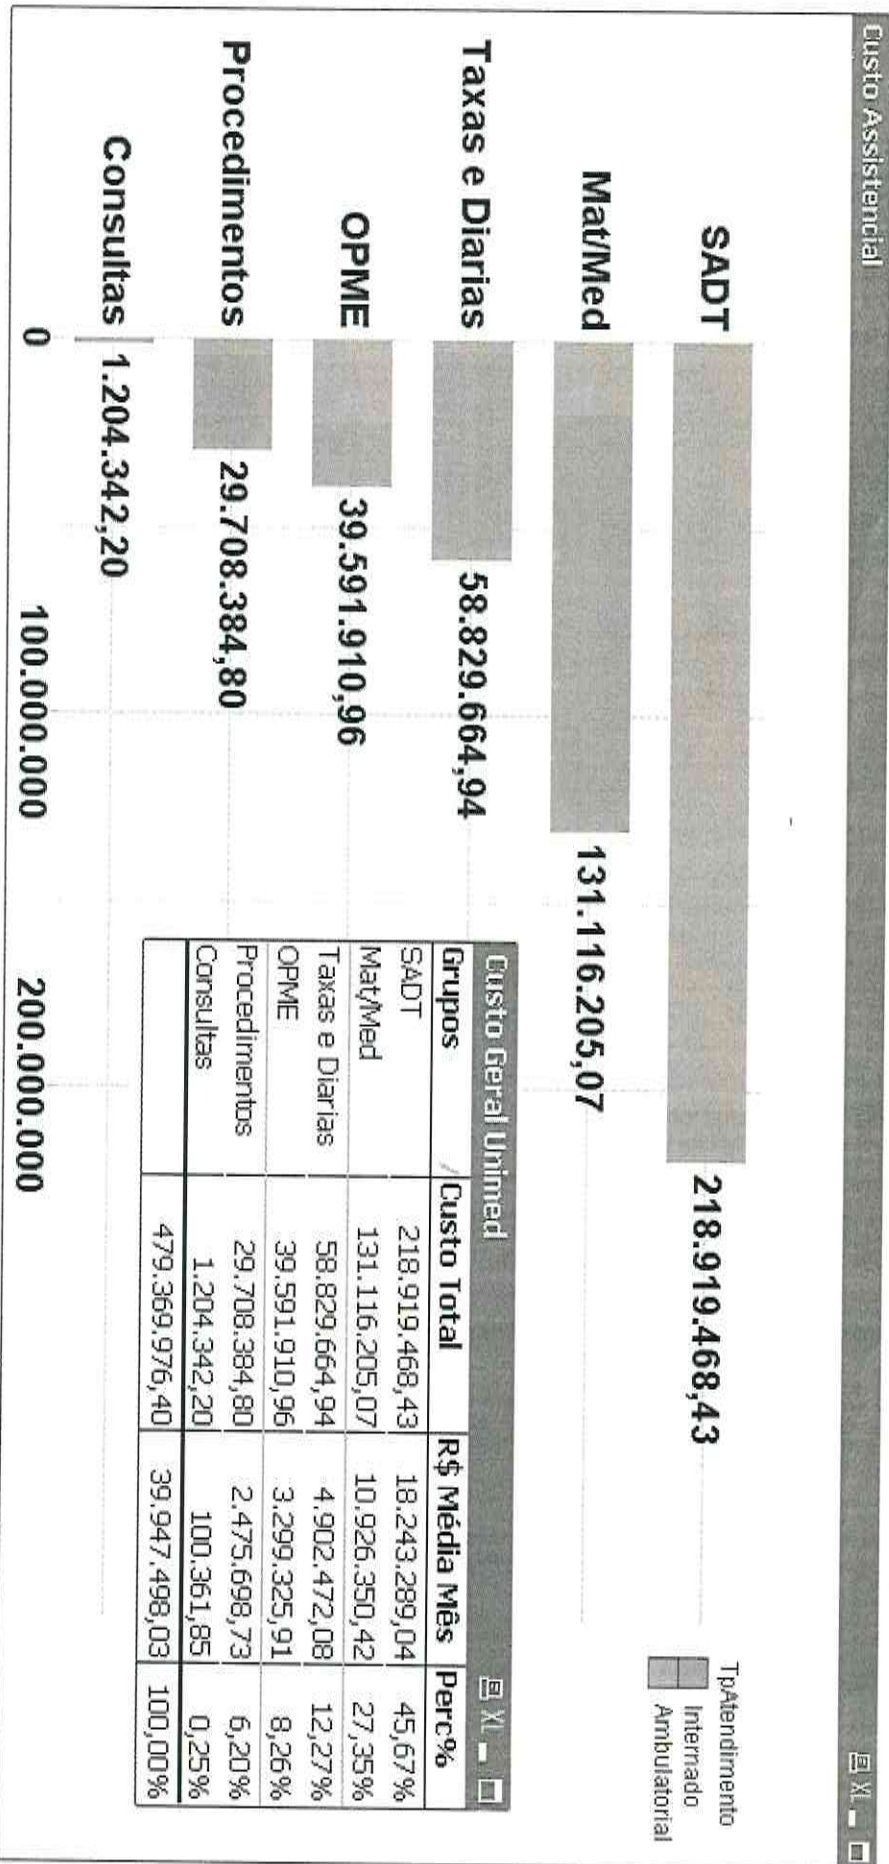 Custo Assistencial
XL
TpAtendimento
Internado
Ambulatorial
SADT 218.919.468,43
Mat/Med 131.116.205,07
Taxas e Diarias 58.829.664,94
OPME 39.591.910,96
Procedimentos 29.708.384,80
Consultas 1.204.342,20
0 100.000.000 200.000.000
Custo Geral Unimed XL
Grupos / Custo Total R$ Média Mês Perc%
SADT 218.919.468,43 18.243.289,04 45,67%
Mat/Med 131.116.205,07 10.926.350,42 27,35%
Taxas e Diarias 58.829.664,94 4.902.472,08 12,27%
OPME 39.591.910,96 3.299.325,91 8,26%
Procedimentos 29.708.384,80 2.475.698,73 6,20%
Consultas 1.204.342,20 100.361,85 0,25%
479.369.976,40 39.947.498,03 100,00%